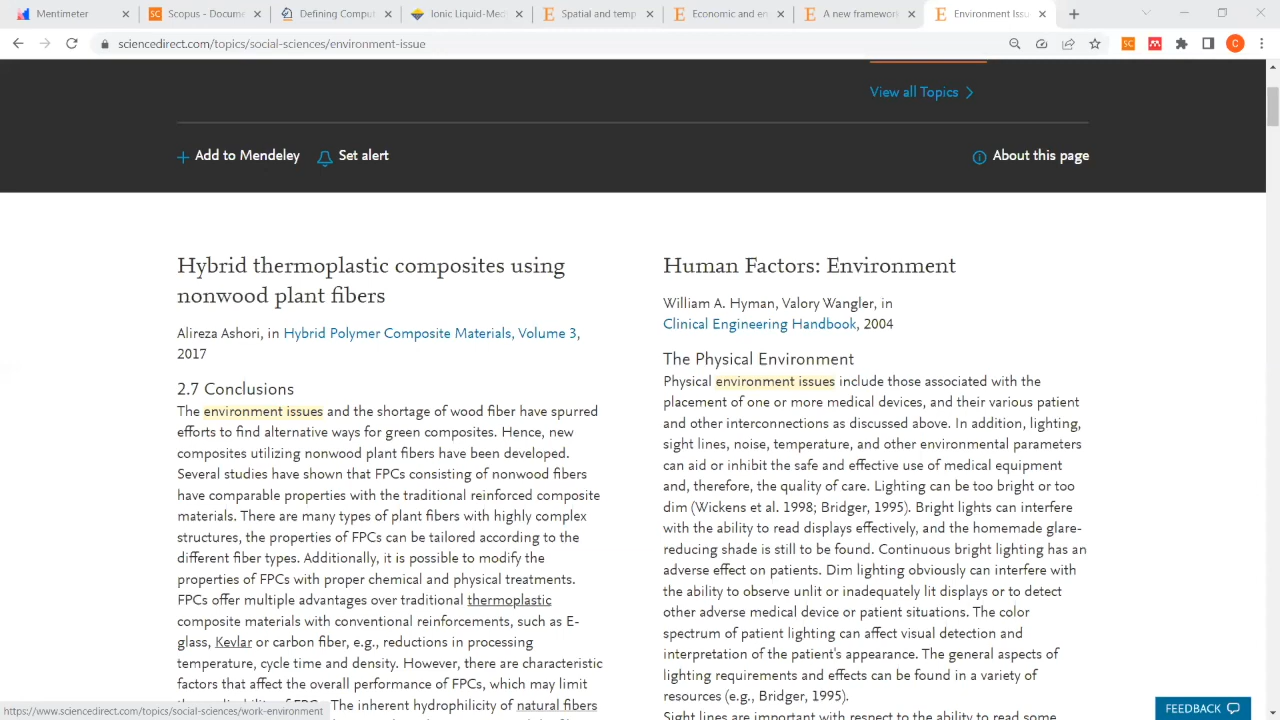 Mentimeter
Scopus - Docume
Defining Comput
Ionic Liquid-Med
Spatial and temp
Economic and en
A new framework
Environment Issu
sciencedirect.com/topics/social-sciences/environment-issue
SC
C
View all Topics
Add to Mendeley
Set alert
About this page
Hybrid thermoplastic composites using
nonwood plant fibers
Alireza Ashori, in Hybrid Polymer Composite Materials, Volume 3,
2017
2.7 Conclusions
The environment issues and the shortage of wood fiber have spurred
efforts to find alternative ways for green composites. Hence, new
composites utilizing nonwood plant fibers have been developed.
Several studies have shown that FPCs consisting of nonwood fibers
have comparable properties with the traditional reinforced composite
materials. There are many types of plant fibers with highly complex
structures, the properties of FPCs can be tailored according to the
different fiber types. Additionally, it is possible to modify the
properties of FPCs with proper chemical and physical treatments.
FPCs offer multiple advantages over traditional thermoplastic
composite materials with conventional reinforcements, such as E-
glass, Kevlar or carbon fiber, e.g., reductions in processing
temperature, cycle time and density. However, there are characteristic
factors that affect the overall performance of FPCs, which may limit
The inherent hydrophilicity of natural fibers
Human Factors: Environment
William A. Hyman, Valory Wangler, in
Clinical Engineering Handbook, 2004
The Physical Environment
Physical environment issues include those associated with the
placement of one or more medical devices, and their various patient
and other interconnections as discussed above. In addition, lighting,
sight lines, noise, temperature, and other environmental parameters
can aid or inhibit the safe and effective use of medical equipment
and, therefore, the quality of care. Lighting can be too bright or too
dim (Wickens et al. 1998; Bridger, 1995). Bright lights can interfere
with the ability to read displays effectively, and the homemade glare-
reducing shade is still to be found. Continuous bright lighting has an
adverse effect on patients. Dim lighting obviously can interfere with
the ability to observe unlit or inadequately lit displays or to detect
other adverse medical device or patient situations. The color
spectrum of patient lighting can affect visual detection and
interpretation of the patient's appearance. The general aspects of
lighting requirements and effects can be found in a variety of
resources (e.g., Bridger, 1995).
Sight lines are important with respect to the ability to read some
FEEDBACK
https://www.sciencedirect.com/topics/social-sciences/work-environment